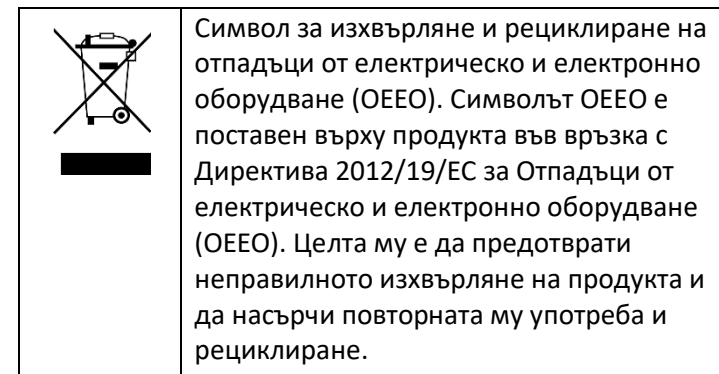 Символ за изхвърляне и рециклиране на
отпадъци от електрическо и електронно
оборудване (ОЕЕО). Символът ОЕЕО е
поставен върху продукта във връзка с
Директива 2012/19/ЕС за Отпадъци от
електрическо и електронно оборудване
(ОЕЕО). Целта му е да предотврати
неправилното изхвърляне на продукта и
да насърчи повторната му употреба и
рециклиране.